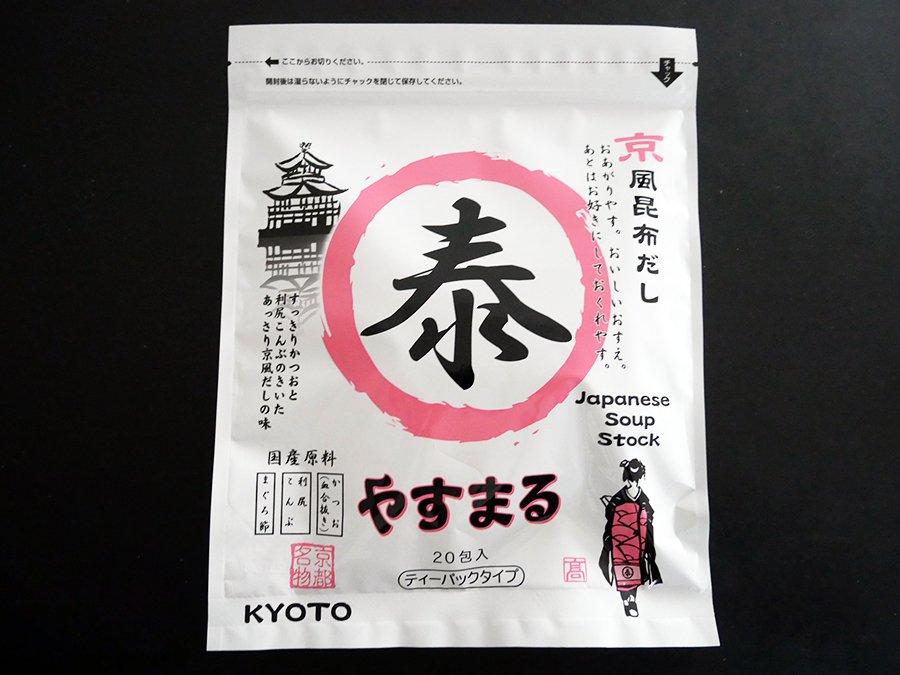 ここからお切りください。
開封後は湿らないようにチャックを閉じて保存してください。
チャック
京風昆布だし
おあがりやす。おいしいおすえ。
あとはお好きにしておくれやす。
泰
すっきりかつおと
利尻こんぶのきいた
あっさり京風だしの味
Japanese
Soup
Stock
国産原料
かつお
(血合抜き)
利尻
こんぶ
まぐろ節
やすまる
20包入
ティーパックタイプ
京都
名物
高
KYOTO